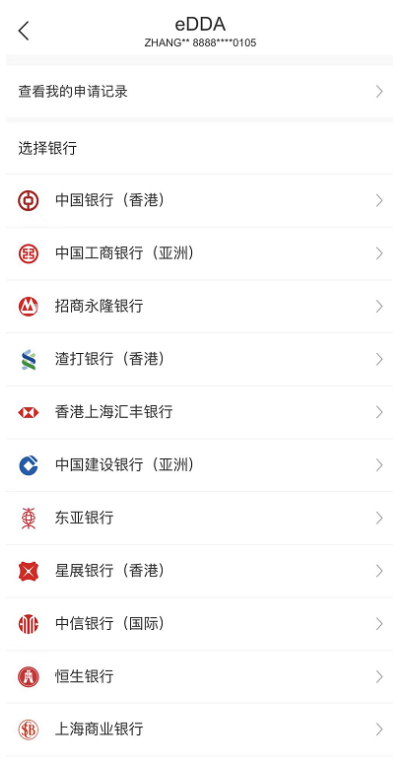 eDDA
ZHANG** 8888****0105
查看我的申请记录
选择银行
中国银行（香港）
中国工商银行（亚洲）
招商永隆银行
渣打银行（香港）
香港上海汇丰银行
中国建设银行（亚洲）
东亚银行
星展银行（香港）
中信银行（国际）
恒生银行
上海商业银行